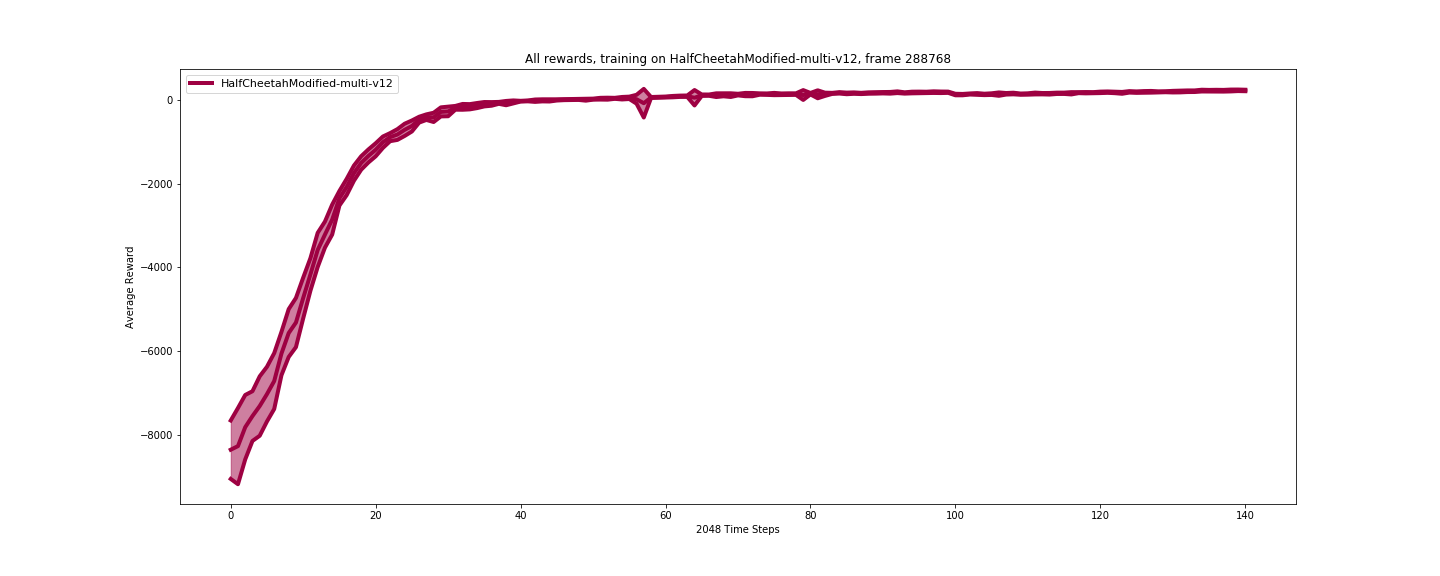 All rewards, training on HalfCheetahModified-multi-v12, frame 288768
HalfCheetahModified-multi-v12
Average Reward
0
−2000
−4000
−6000
−8000
0 20 40 60 80 100 120 140
2048 Time Steps